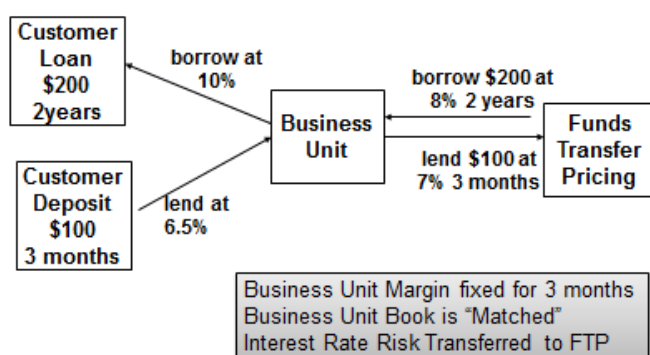 Customer
Loan
$200
2years
borrow at
10%
Business
Unit
borrow $200 at
8% 2 years
Funds
Transfer
Pricing
lend $100 at
7% 3 months
Customer
Deposit
$100
3 months
lend at
6.5%
Business Unit Margin fixed for 3 months
Business Unit Book is “Matched”
Interest Rate Risk Transferred to FTP